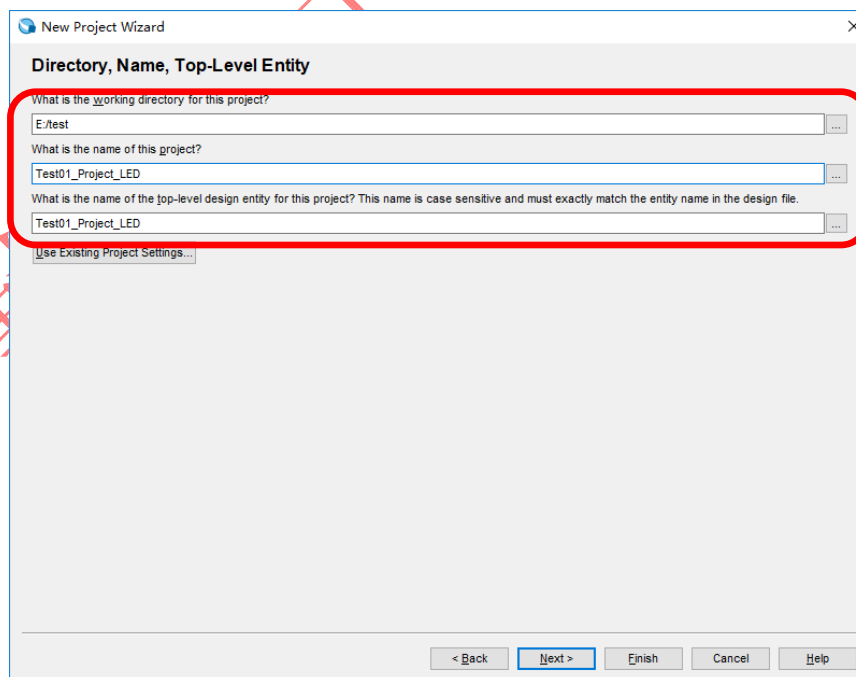 New Project Wizard
Directory, Name, Top-Level Entity
What is the working directory for this project?
E:/test
...
What is the name of this project?
Test01_Project_LED
...
What is the name of the top-level design entity for this project? This name is case sensitive and must exactly match the entity name in the design file.
Test01_Project_LED
...
Use Existing Project Settings...
< Back Next > Finish Cancel Help